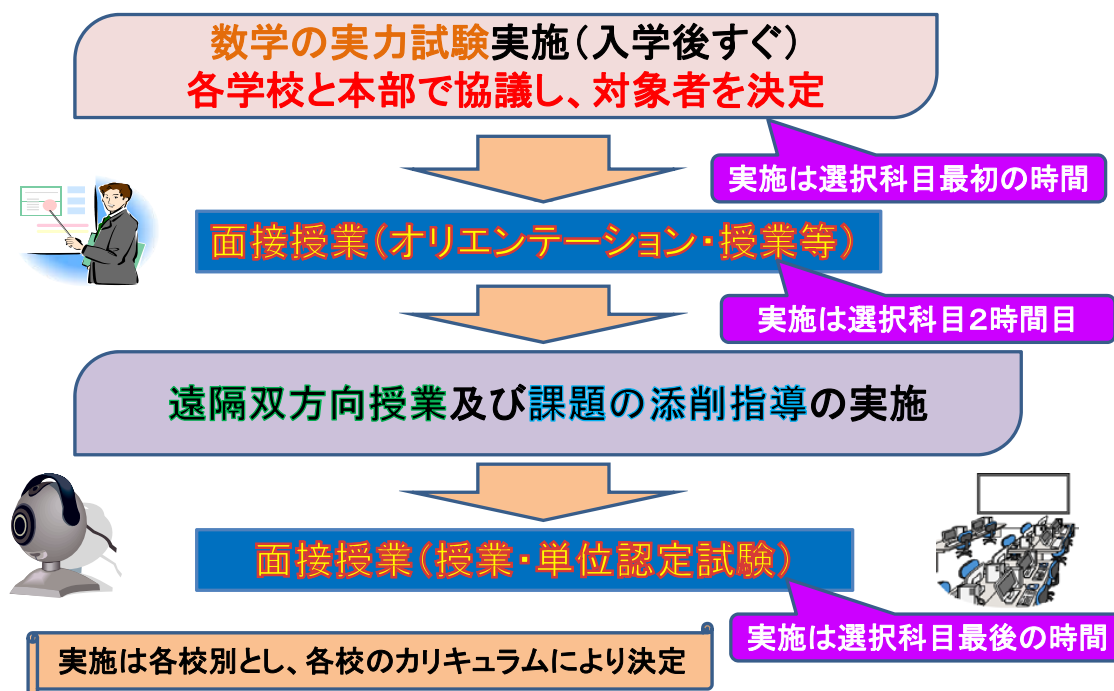 数学の実力試験実施(入学後すぐ)
各学校と本部で協議し、対象者を決定
実施は選択科目最初の時間
面接授業(オリエンテーション・授業等)
実施は選択科目2時間目
遠隔双方向授業及び課題の添削指導の実施
面接授業(授業・単位認定試験)
実施は選択科目最後の時間
実施は各校別とし、各校のカリキュラムにより決定